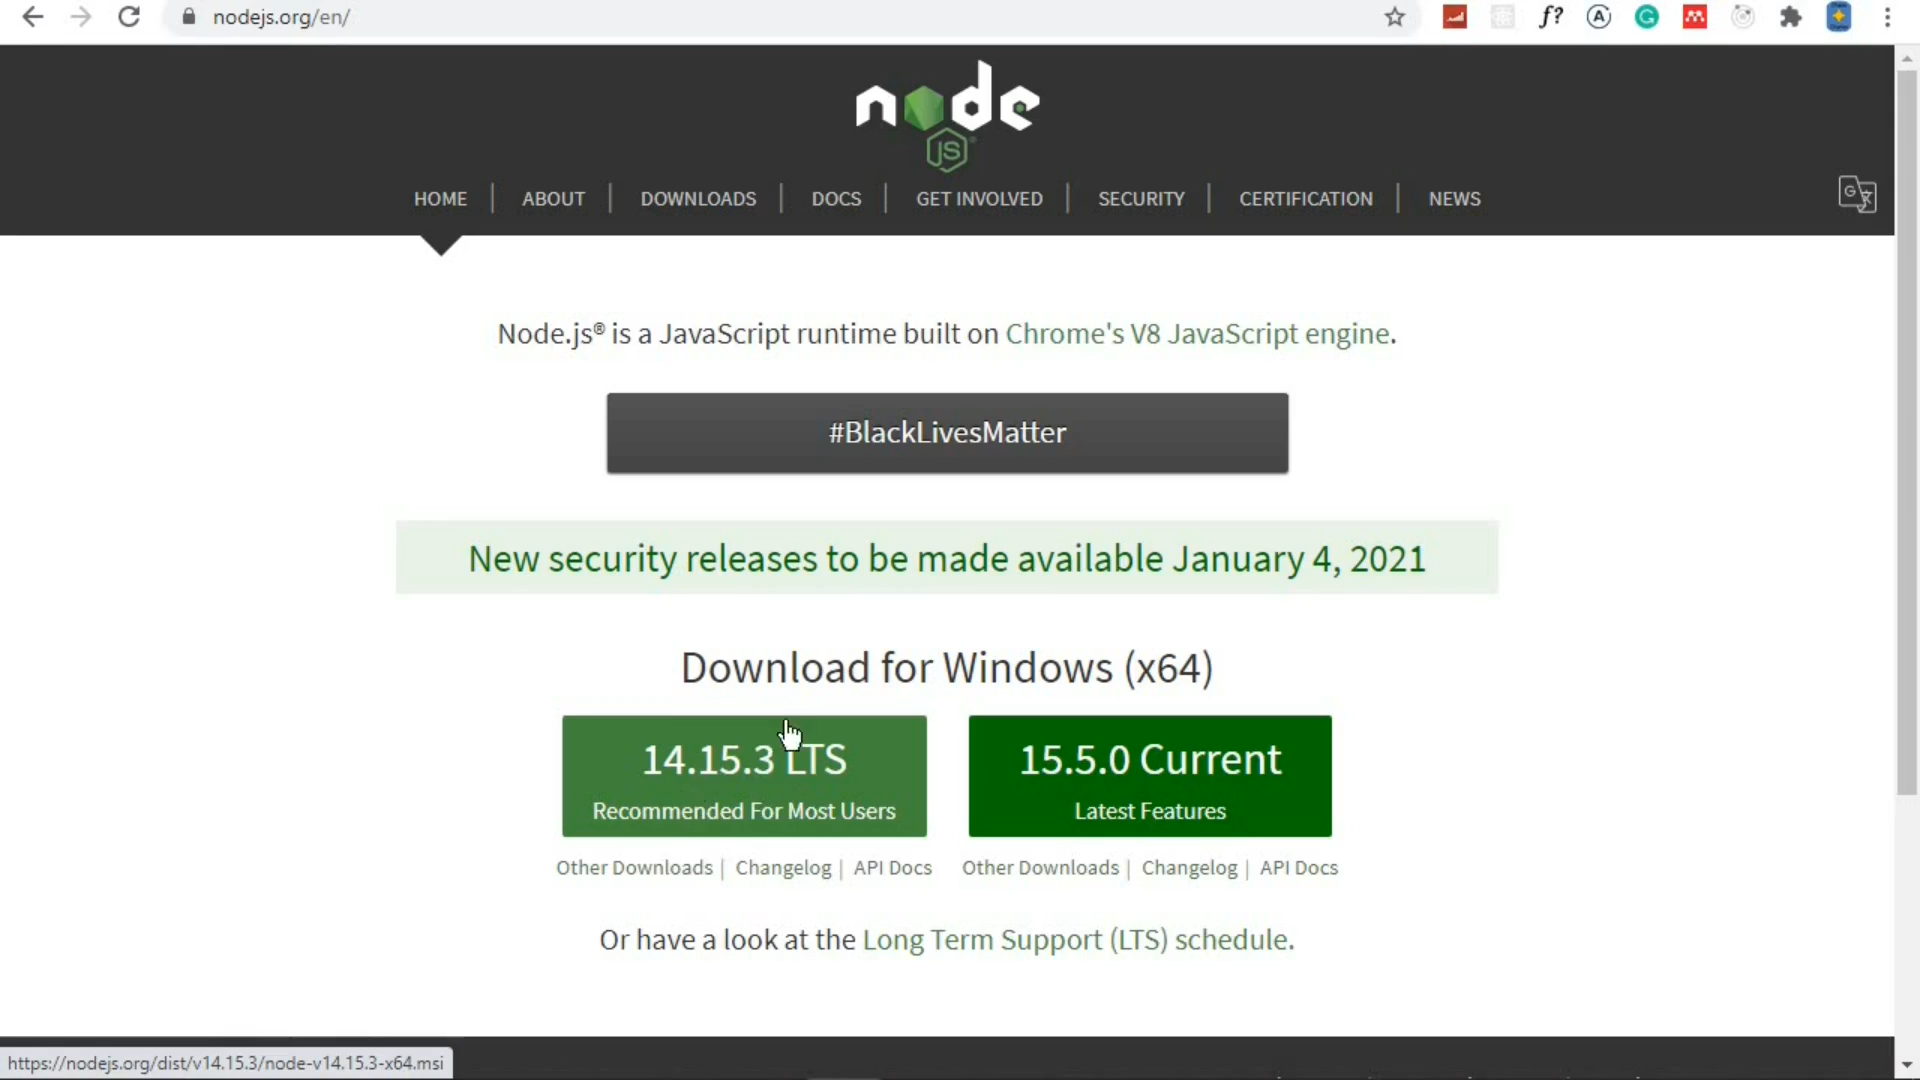 nodejs.org/en/
node
JS
HOME | ABOUT | DOWNLOADS | DOCS | GET INVOLVED | SECURITY | CERTIFICATION | NEWS
Node.js® is a JavaScript runtime built on Chrome's V8 JavaScript engine.
#BlackLivesMatter
New security releases to be made available January 4, 2021
Download for Windows (x64)
14.15.3 LTS
Recommended For Most Users
15.5.0 Current
Latest Features
Other Downloads | Changelog | API Docs
Other Downloads | Changelog | API Docs
Or have a look at the Long Term Support (LTS) schedule.
https://nodejs.org/dist/v14.15.3/node-v14.15.3-x64.msi